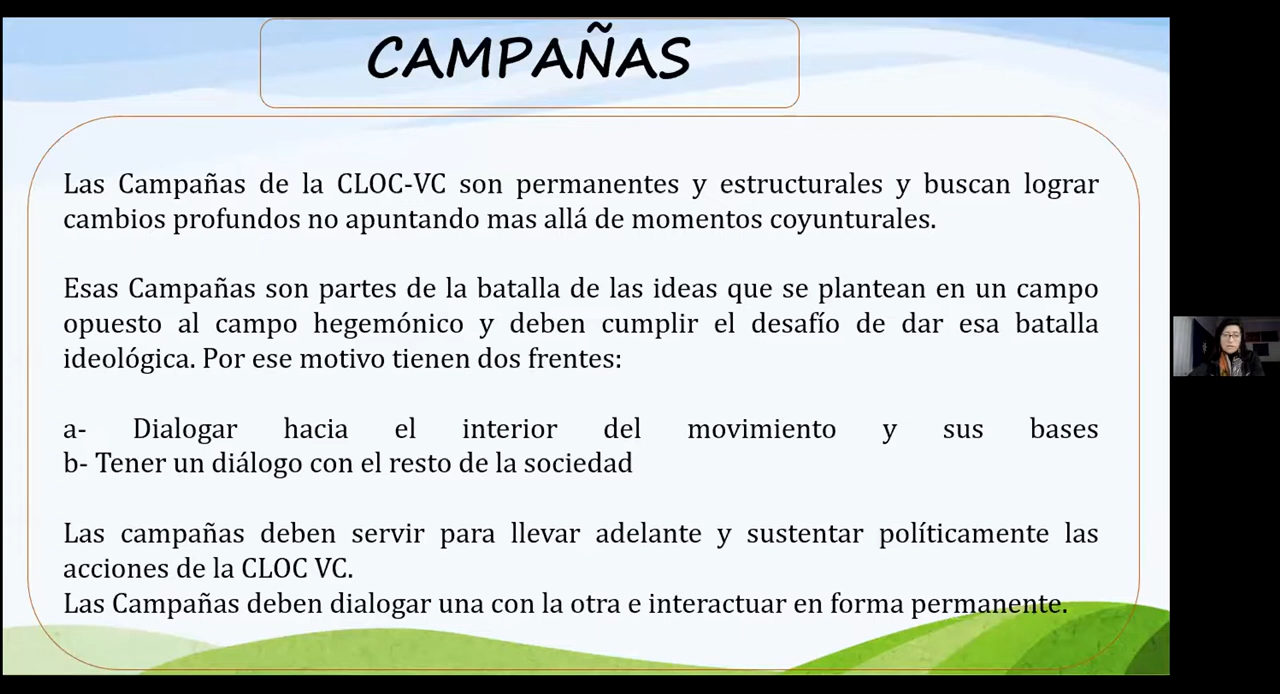 CAMPAÑAS
Las Campañas de la CLOC-VC son permanentes y estructurales y buscan lograr
cambios profundos no apuntando mas allá de momentos coyunturales.
Esas Campañas son partes de la batalla de las ideas que se plantean en un campo
opuesto al campo hegemónico y deben cumplir el desafío de dar esa batalla
ideológica. Por ese motivo tienen dos frentes:
a- Dialogar hacia el interior del movimiento y sus bases
b- Tener un diálogo con el resto de la sociedad
Las campañas deben servir para llevar adelante y sustentar políticamente las
acciones de la CLOC VC.
Las Campañas deben dialogar una con la otra e interactuar en forma permanente.